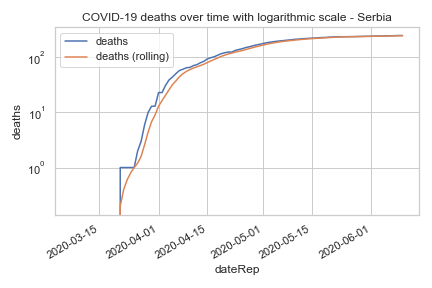 COVID-19 deaths over time with logarithmic scale - Serbia
deaths
deaths (rolling)
10²
10¹
10⁰
deaths
2020-03-15
2020-04-01
2020-04-15
2020-05-01
2020-05-15
2020-06-01
dateRep